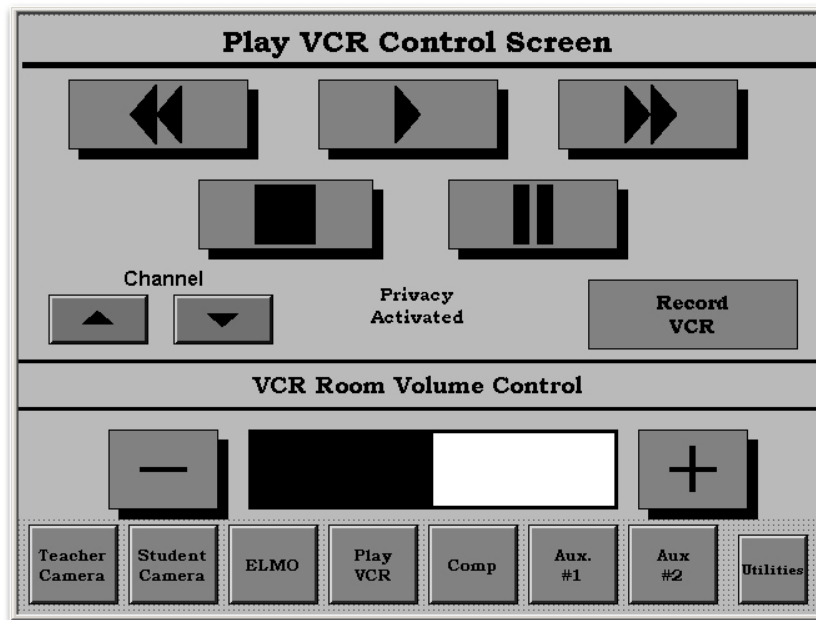 Play VCR Control Screen
Channel
Privacy
Activated
Record
VCR
VCR Room Volume Control
Teacher
Camera
Student
Camera
ELMO
Play
VCR
Comp
Aux.
#1
Aux
#2
Utilities